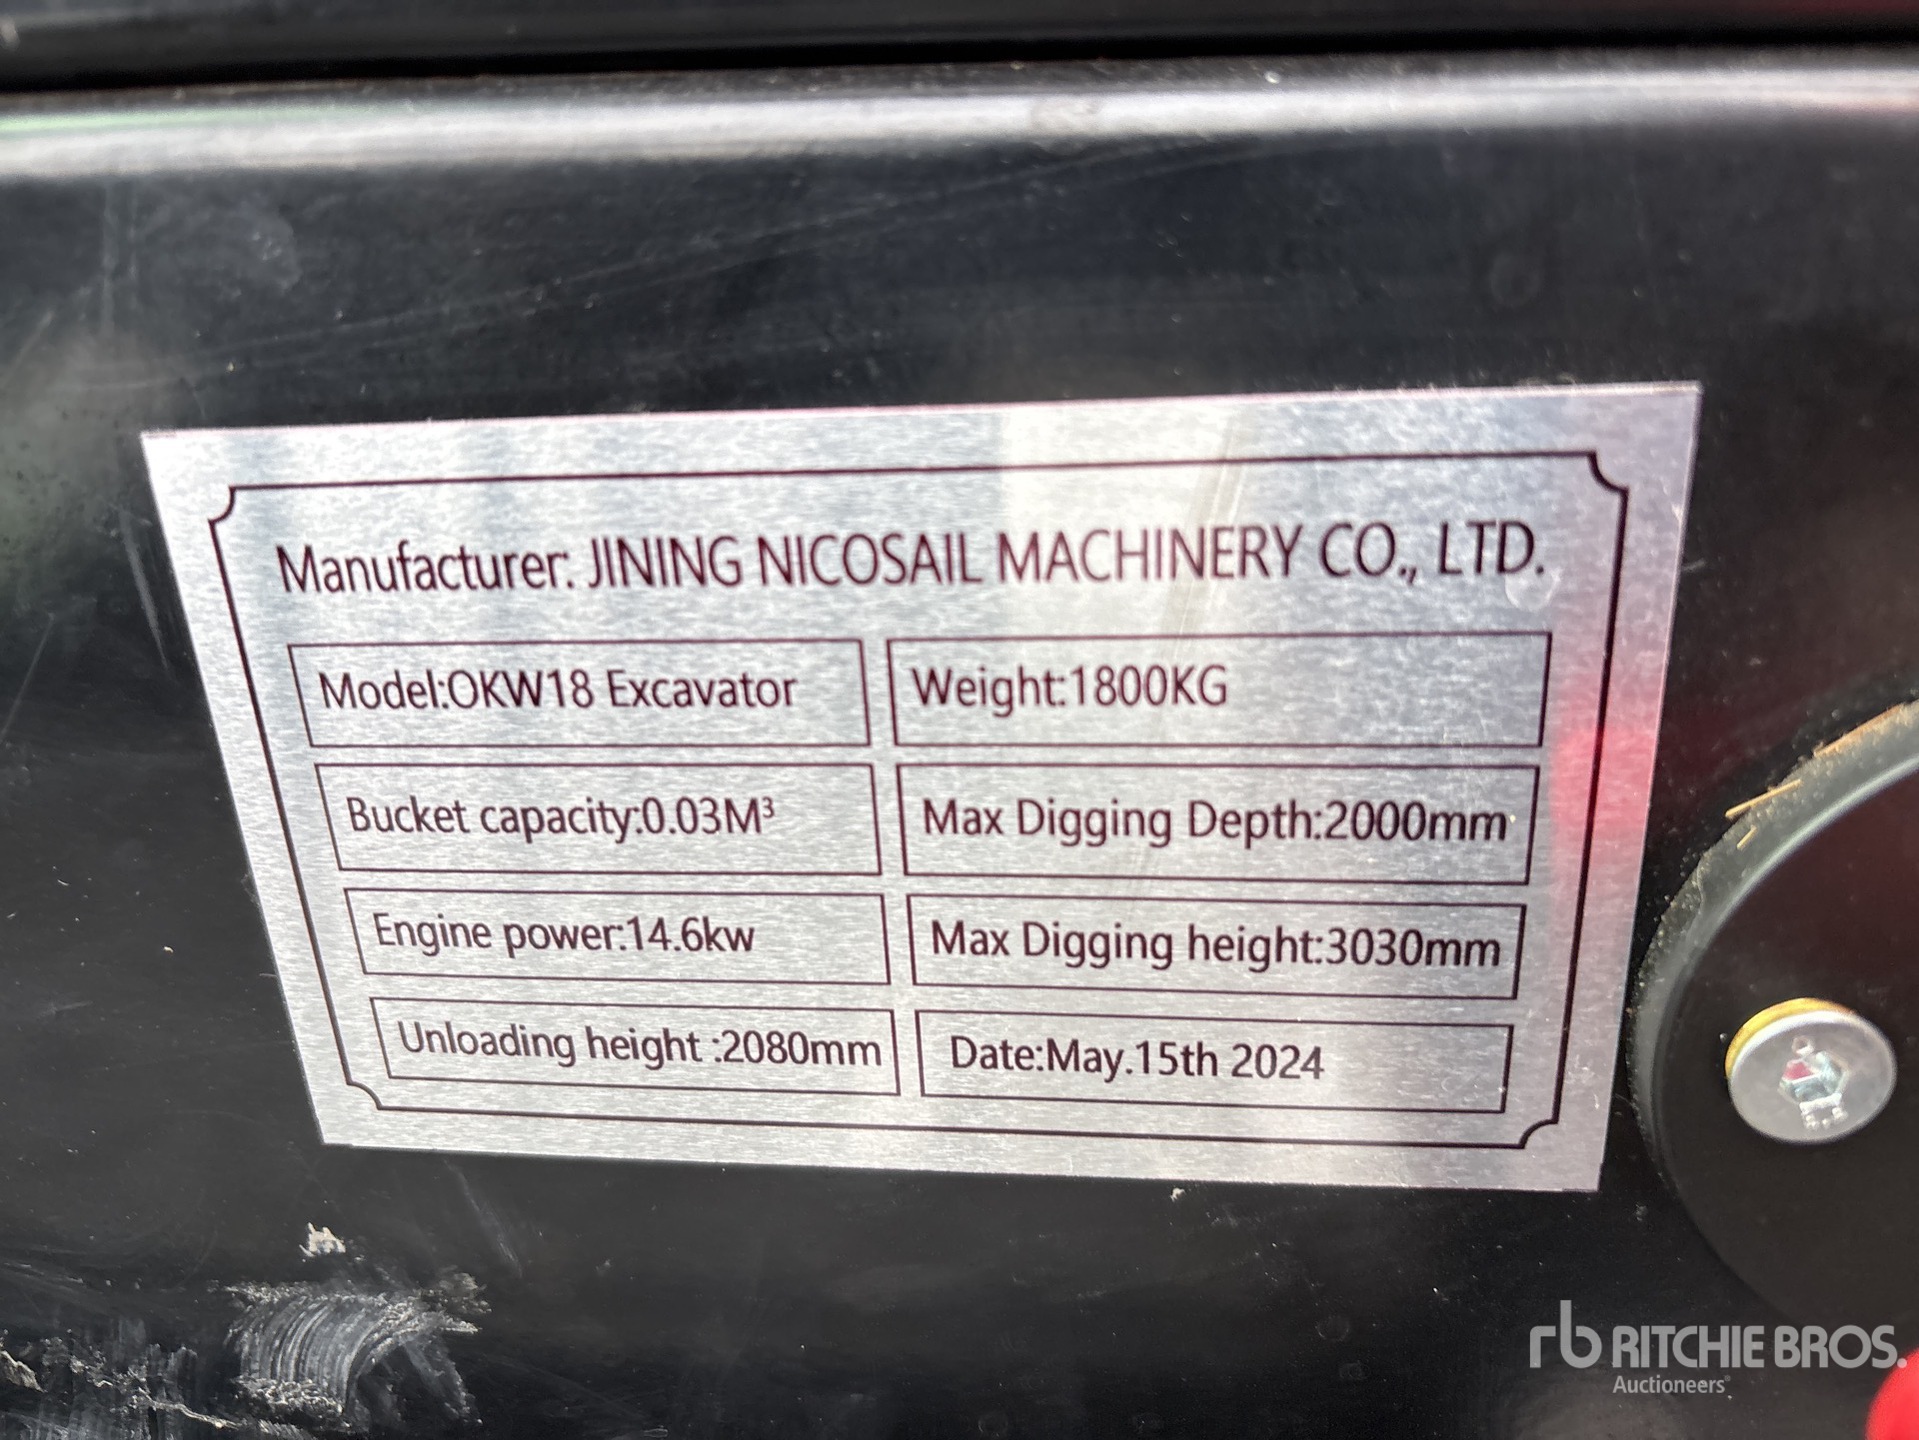 Manufacturer: JINING NICOSAIL MACHINERY CO., LTD.
Model:OKW18 Excavator
Weight:1800KG
Bucket capacity:0.03M³
Max Digging Depth:2000mm
Engine power:14.6kw
Max Digging height:3030mm
Unloading height :2080mm
Date:May.15th 2024
rb RITCHIE BROS.
Auctioneers®